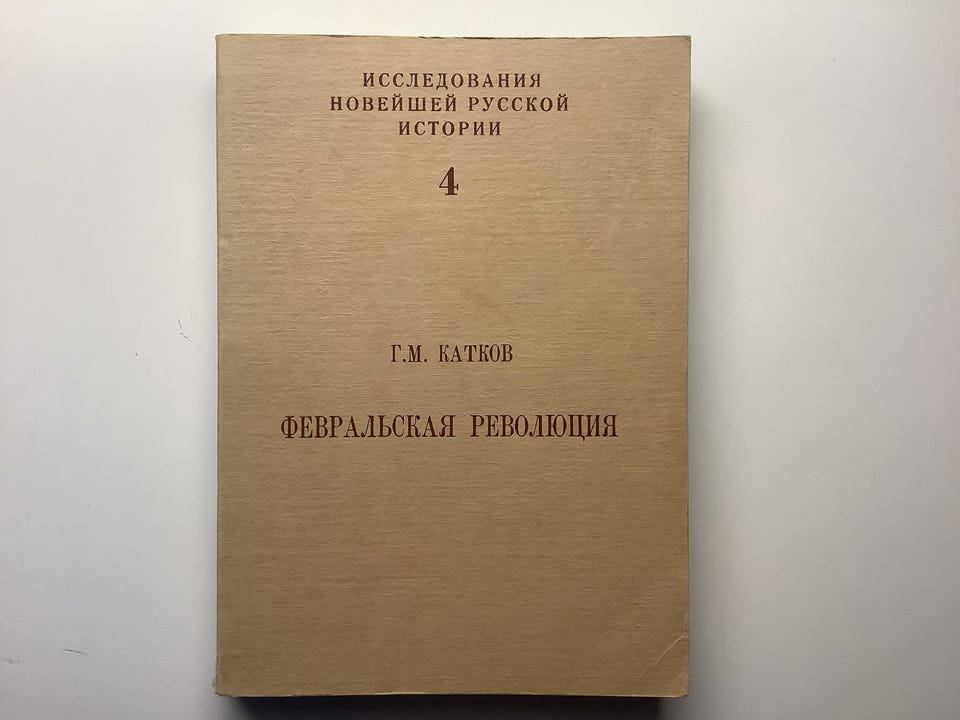 ИССЛЕДОВАНИЯ
НОВЕЙШЕЙ РУССКОЙ
ИСТОРИИ
4
Г.М. КАТКОВ
ФЕВРАЛЬСКАЯ РЕВОЛЮЦИЯ